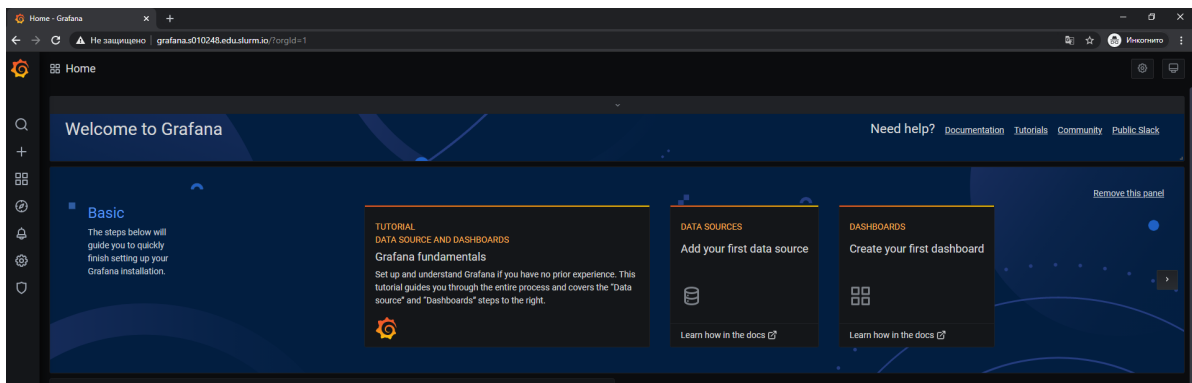 Home - Grafana
Не защищено | grafana.s010248.edu.slurm.io/?orgId=1
Инкогнито
Home
Welcome to Grafana
Need help? Documentation Tutorials Community Public Slack
Remove this panel
Basic
The steps below will
guide you to quickly
finish setting up your
Grafana installation.
TUTORIAL
DATA SOURCE AND DASHBOARDS
Grafana fundamentals
Set up and understand Grafana if you have no prior experience. This
tutorial guides you through the entire process and covers the "Data
source" and "Dashboards" steps to the right.
DATA SOURCES
Add your first data source
Learn how in the docs
DASHBOARDS
Create your first dashboard
Learn how in the docs